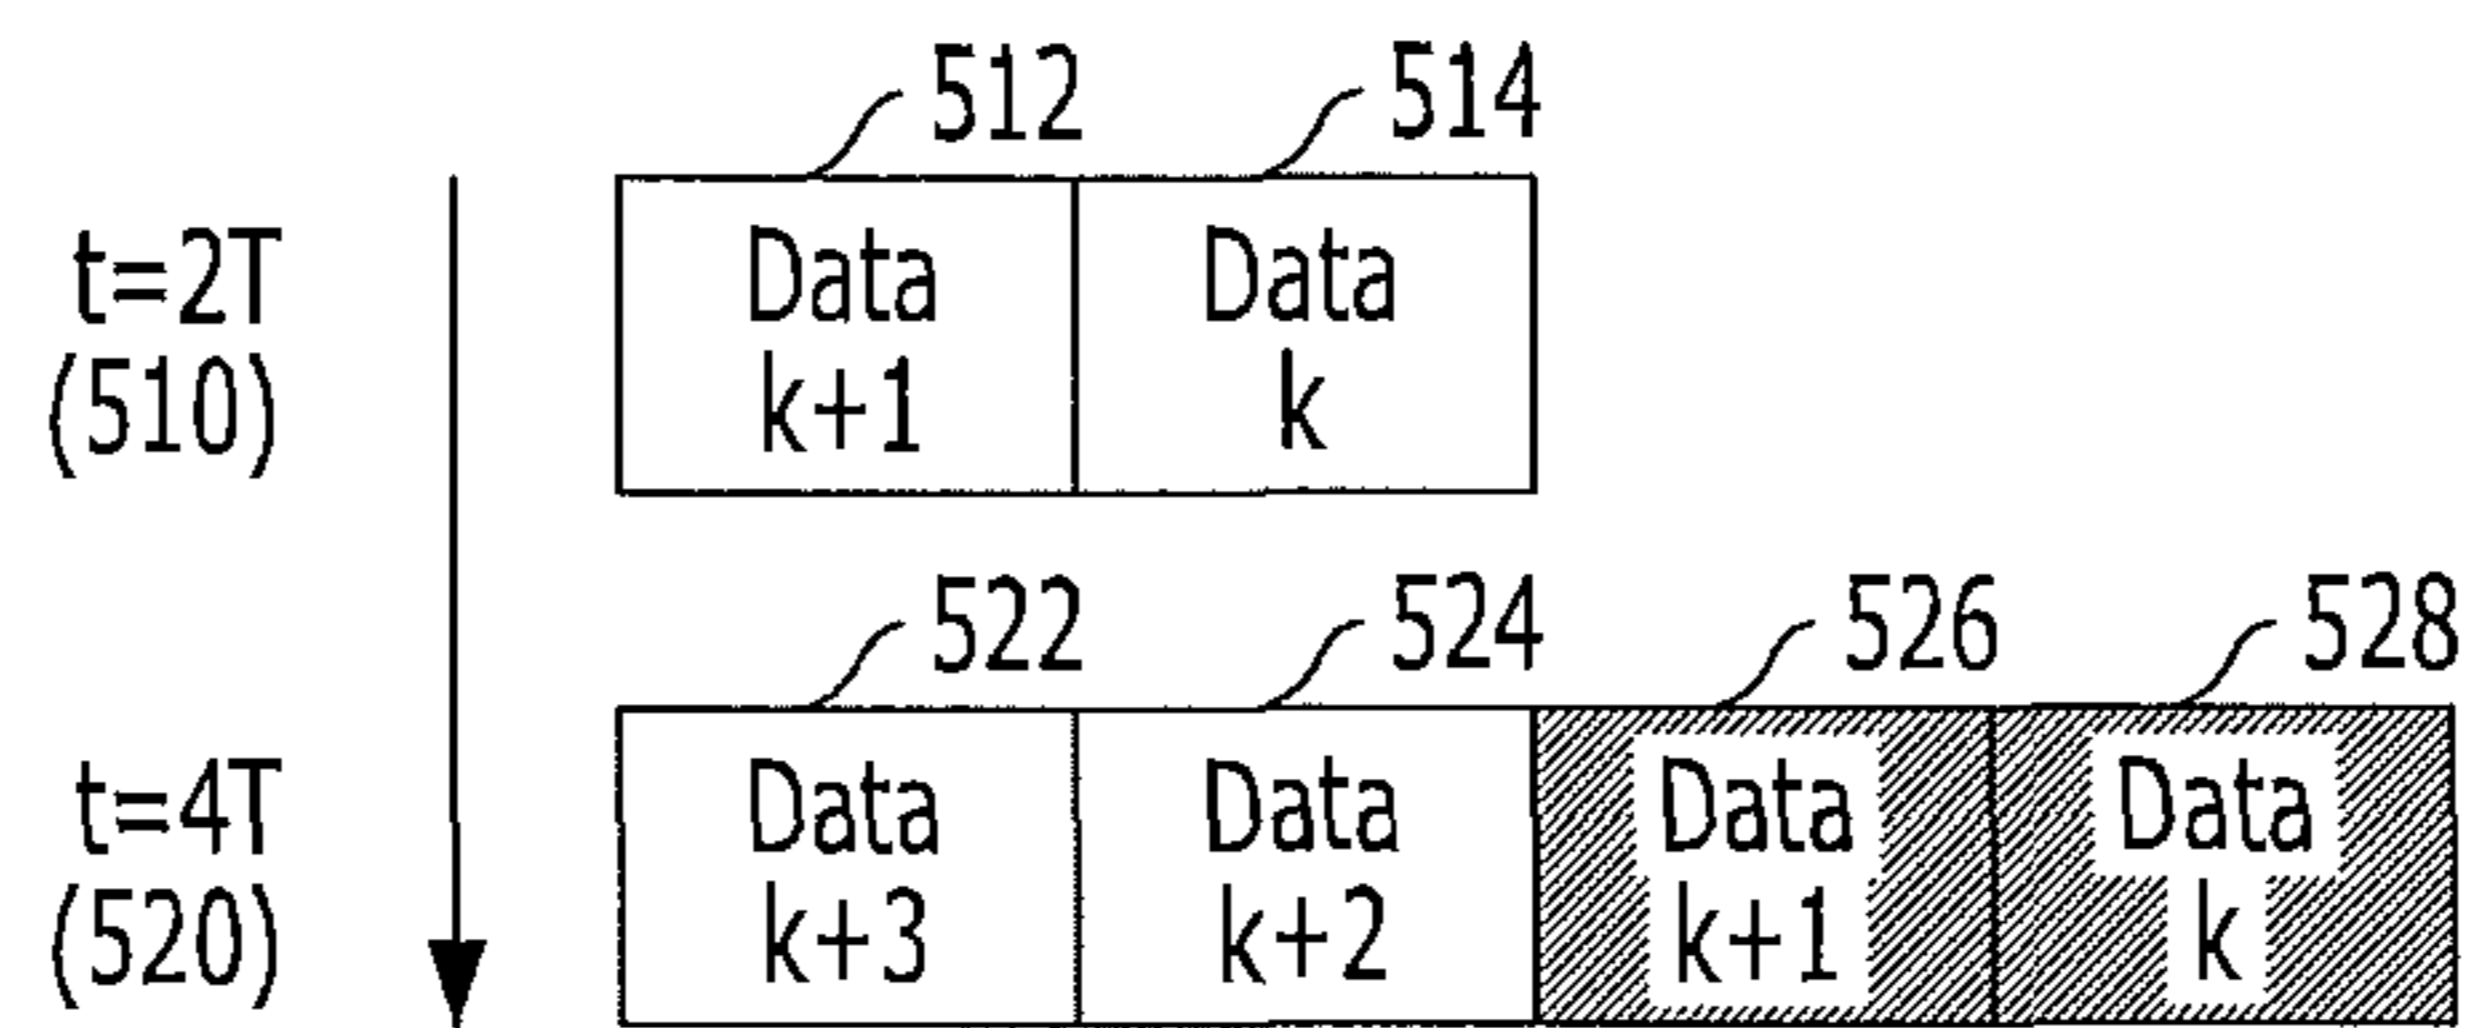 512 514
t=2T
(510)
Data Data
k+1 k
522 524 526 528
t=4T
(520)
Data Data Data Data
k+3 k+2 k+1 k